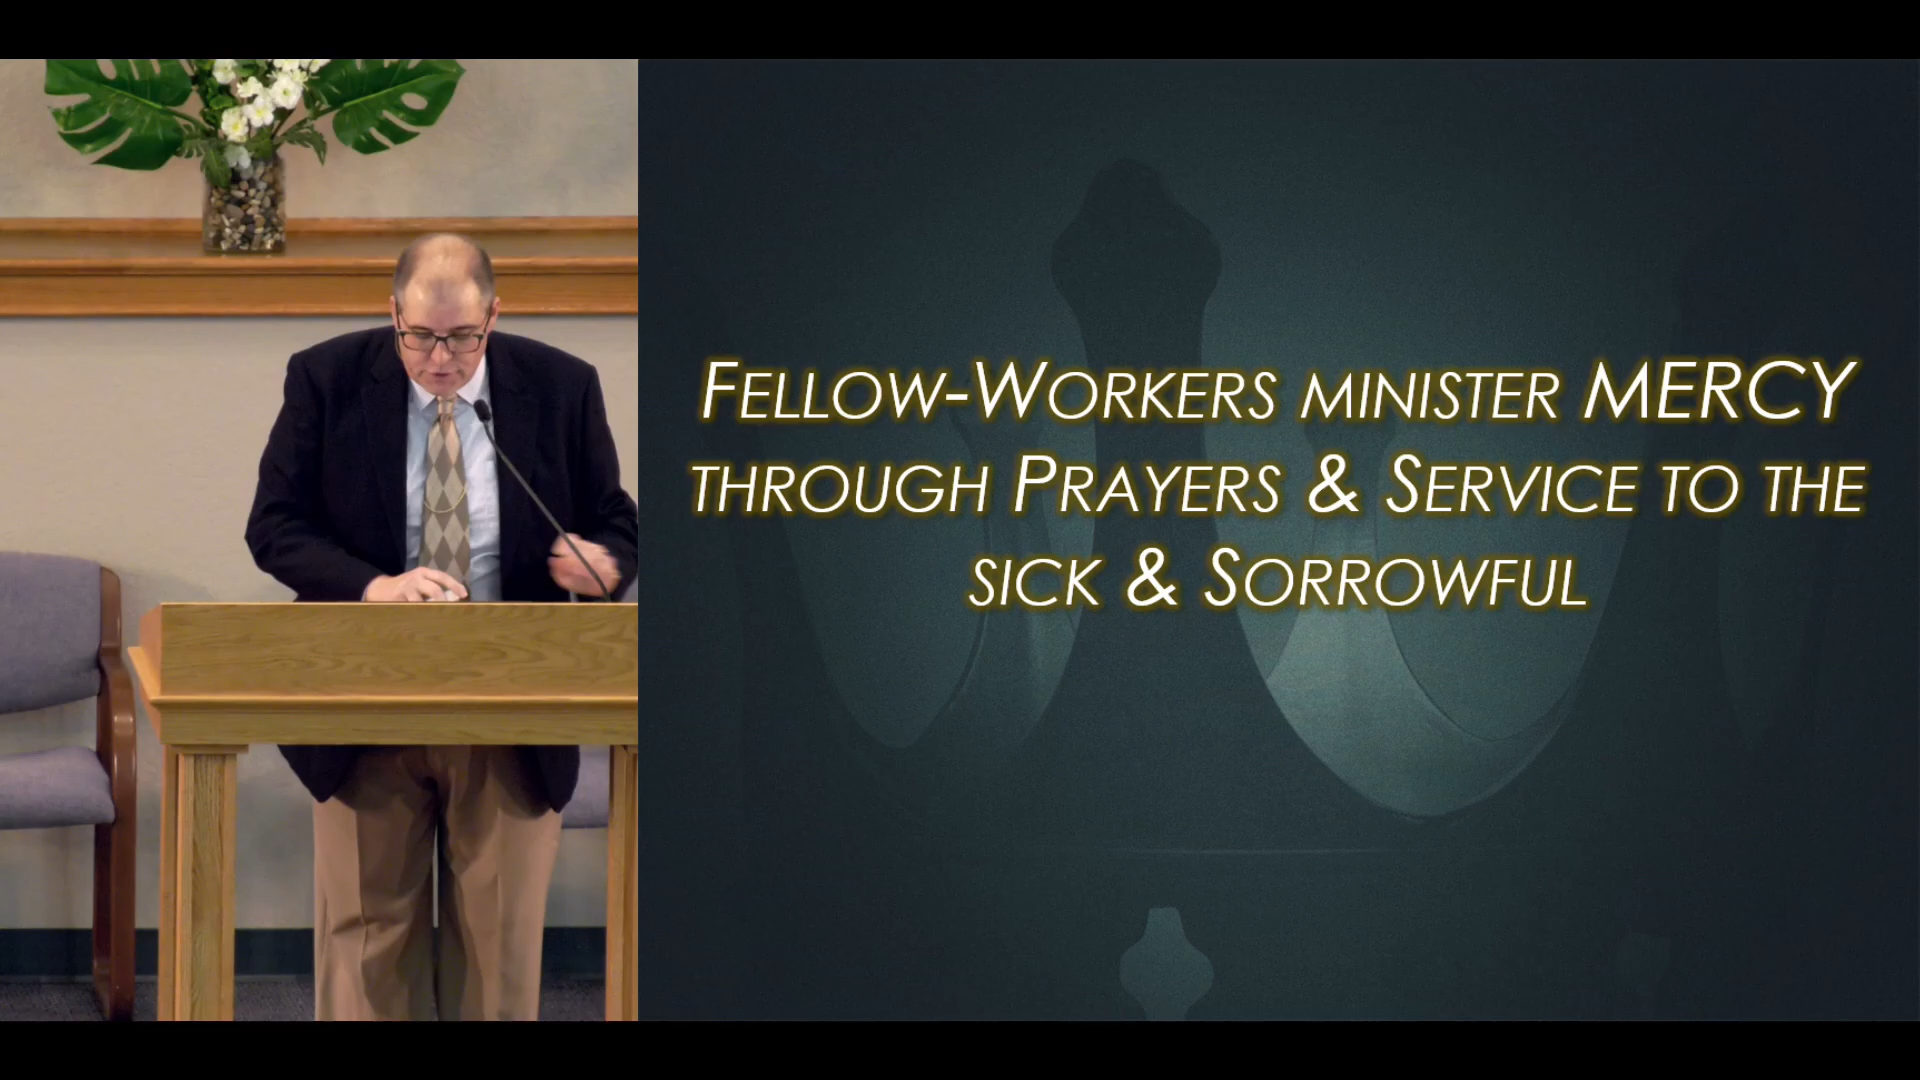 Fellow-Workers minister MERCY
through Prayers & Service to the
sick & Sorrowful